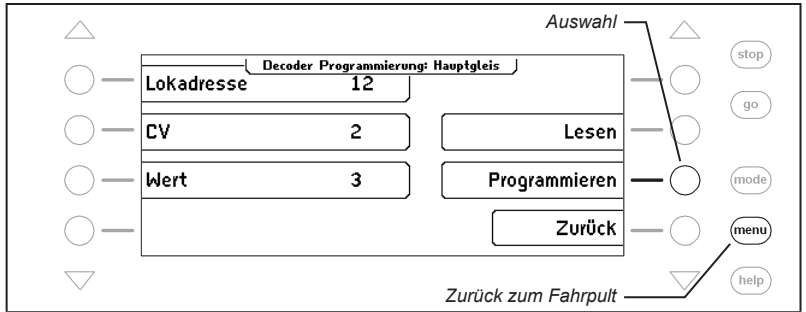 Auswahl
stop
Decoder Programmierung: Hauptgleis
Lokadresse 12
go
CV 2 Lesen
Wert 3 Programmieren
mode
Zurück
menu
help
Zurück zum Fahrpult